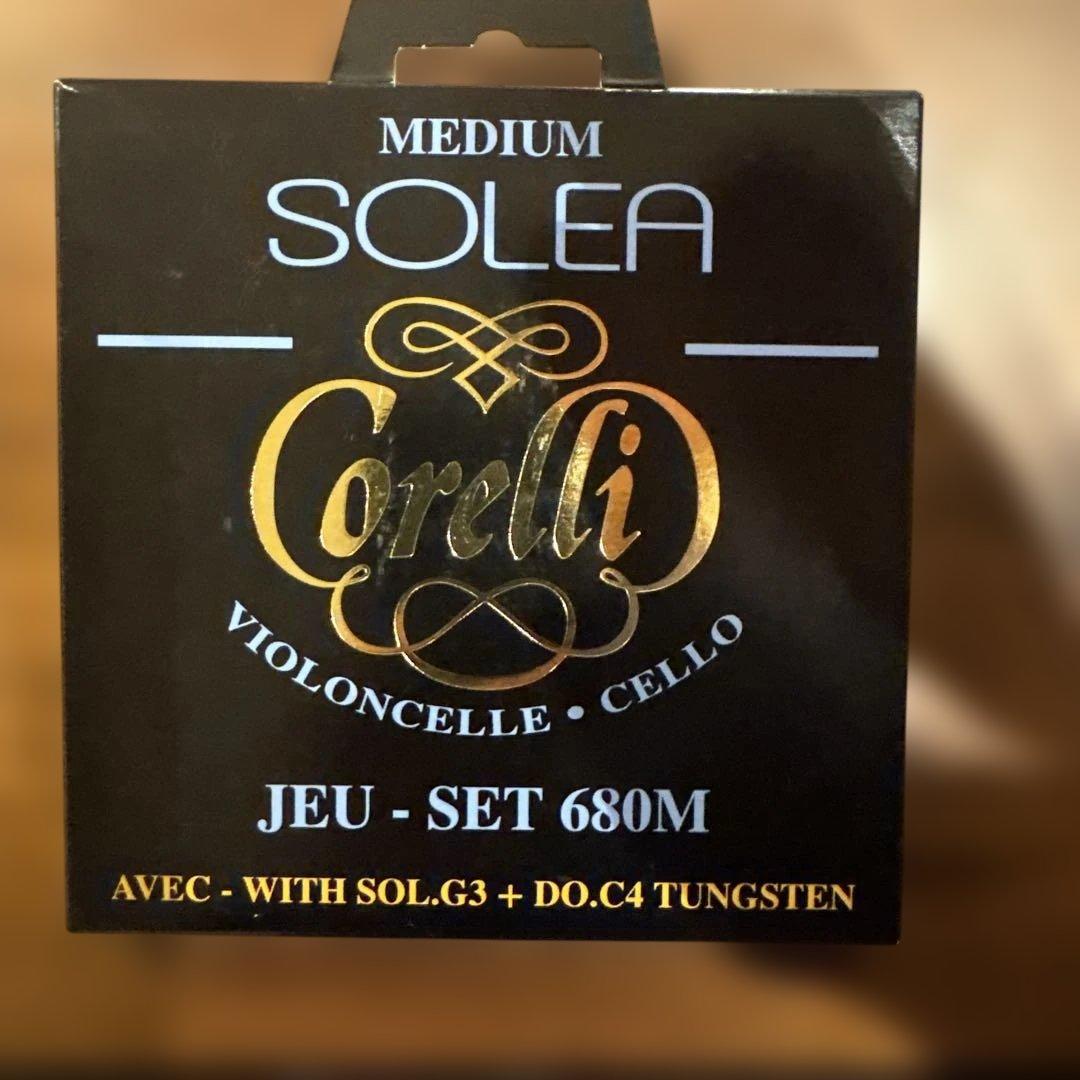 MEDIUM
SOLEA
Corelli
VIOLONCELLE • CELLO
JEU - SET 680M
AVEC - WITH SOL.G3 + DO.C4 TUNGSTEN